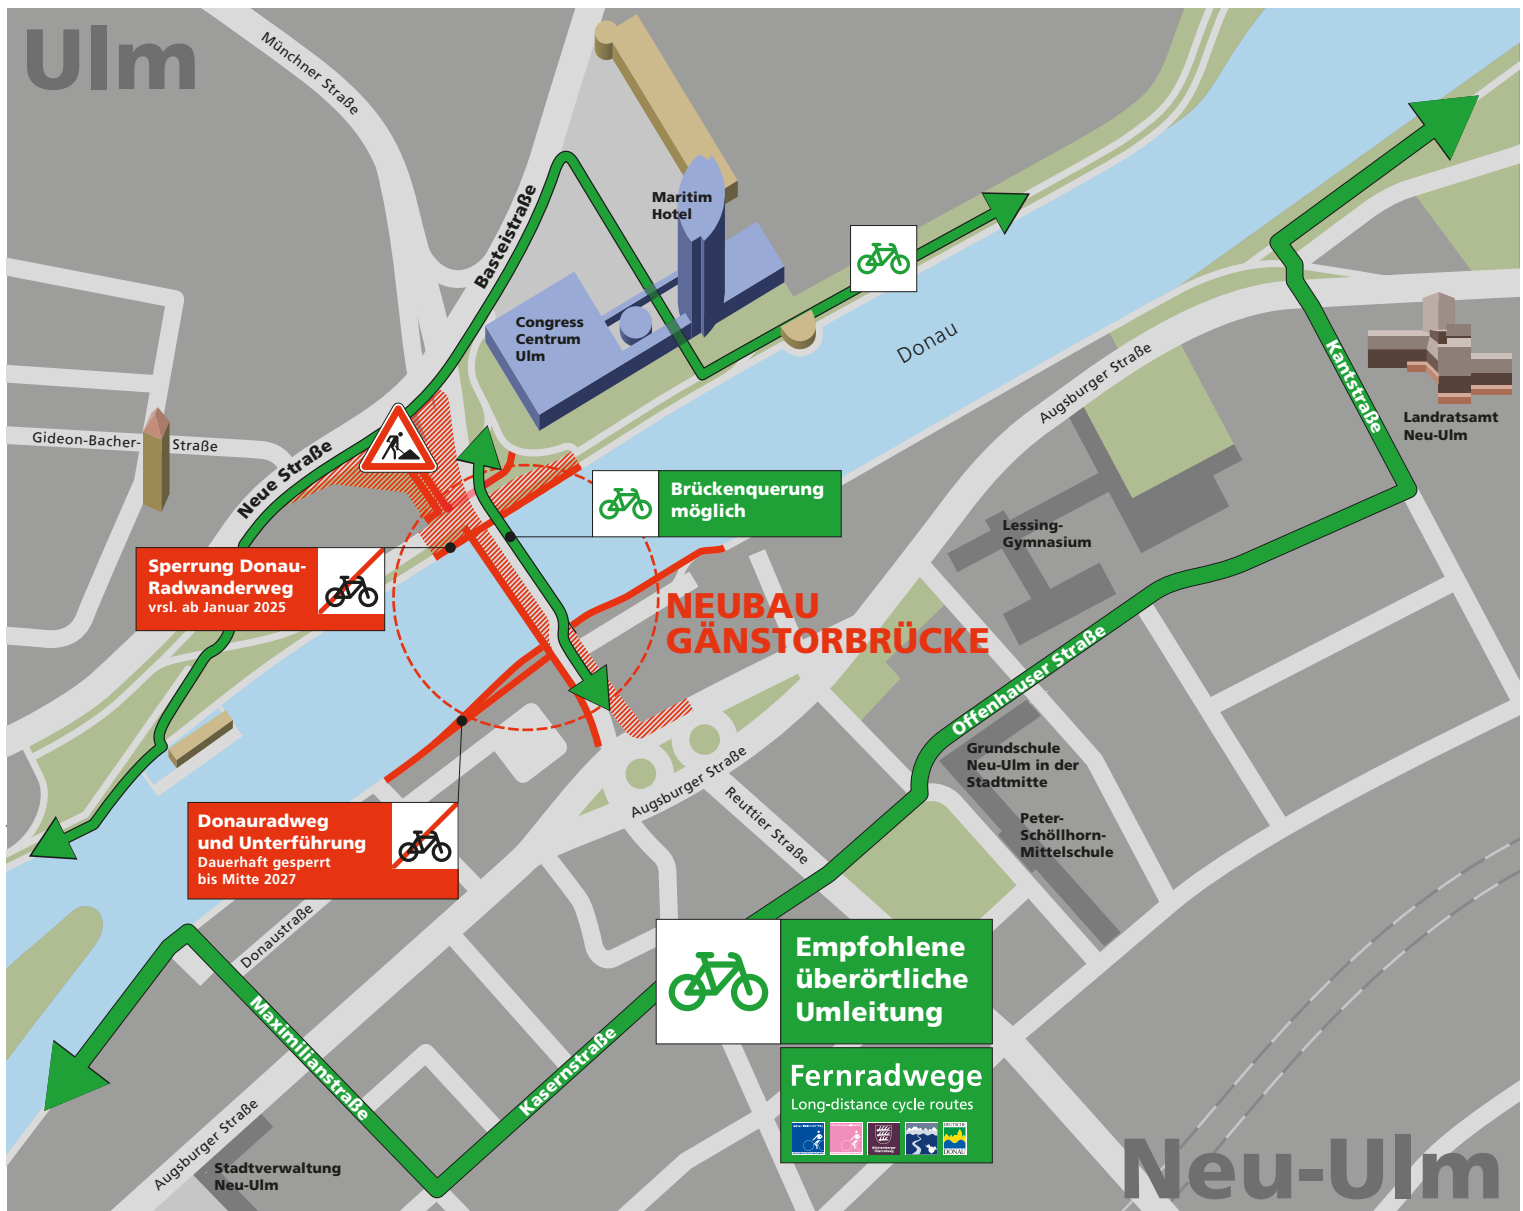 Ulm
Münchner Straße
Basteistraße
Maritim
Hotel
Congress
Centrum
Ulm
Donau
Augsburger Straße
Kantstraße
Landratsamt
Neu-Ulm
Gideon-Bacher-
Straße
Neue Straße
Brückenquerung
möglich
Lessing-
Gymnasium
Sperrung Donau-
Radwanderweg
vrsl. ab Januar 2025
NEUBAU
GÄNSTORBRÜCKE
Offenhauser Straße
Grundschule
Neu-Ulm in der
Stadtmitte
Augsburger Straße
Reuttier Straße
Peter-
Schöllhorn-
Mittelschule
Donauradweg
und Unterführung
Dauerhaft gesperrt
bis Mitte 2027
Donaustraße
Empfohlene
überörtliche
Umleitung
Maximilianstraße
Kasernstraße
Fernradwege
Long-distance cycle routes
DEUTSCHE
DONAU
Augsburger Straße
Stadtverwaltung
Neu-Ulm
Neu-Ulm